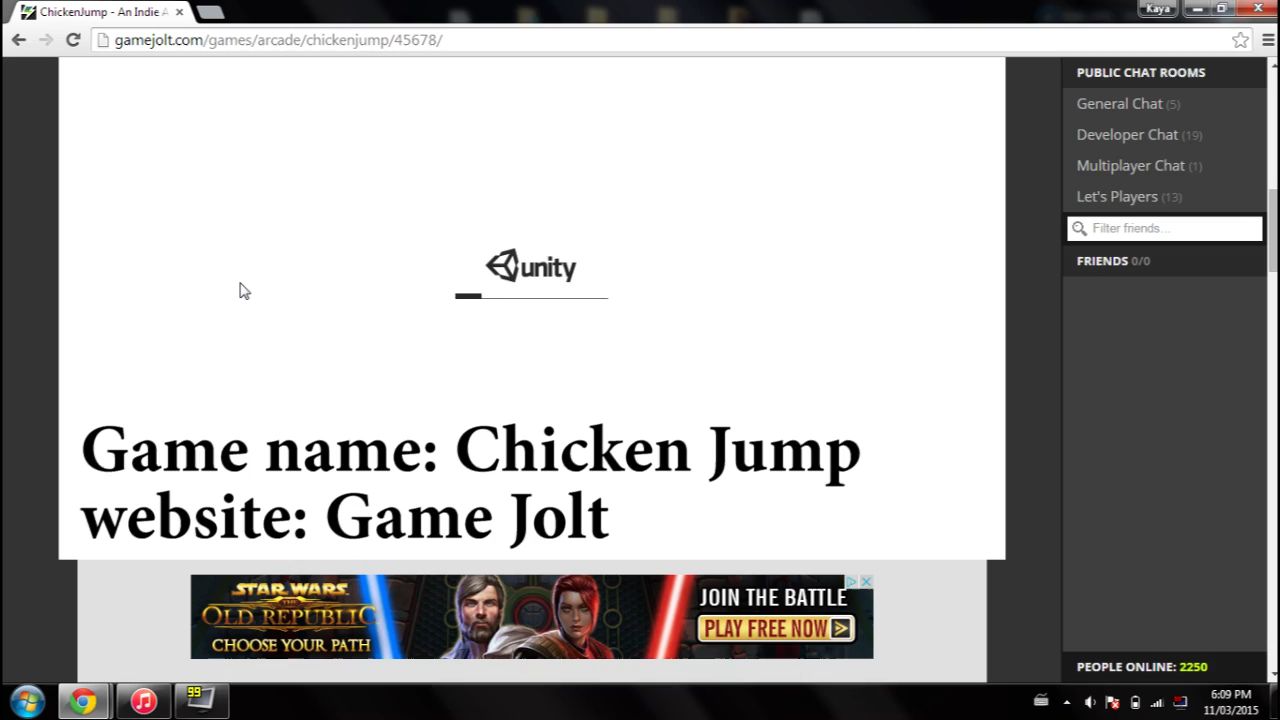 ChickenJump - An Indie A
Kaya
gamejolt.com/games/arcade/chickenjump/45678/
PUBLIC CHAT ROOMS
General Chat (5)
Developer Chat (19)
Multiplayer Chat (1)
Let's Players (13)
Filter friends...
FRIENDS 0/0
unity
Game name: Chicken Jump
website: Game Jolt
STAR WARS
THE
OLD REPUBLIC
CHOOSE YOUR PATH
JOIN THE BATTLE
PLAY FREE NOW
PEOPLE ONLINE: 2250
99
6:09 PM
11/03/2015